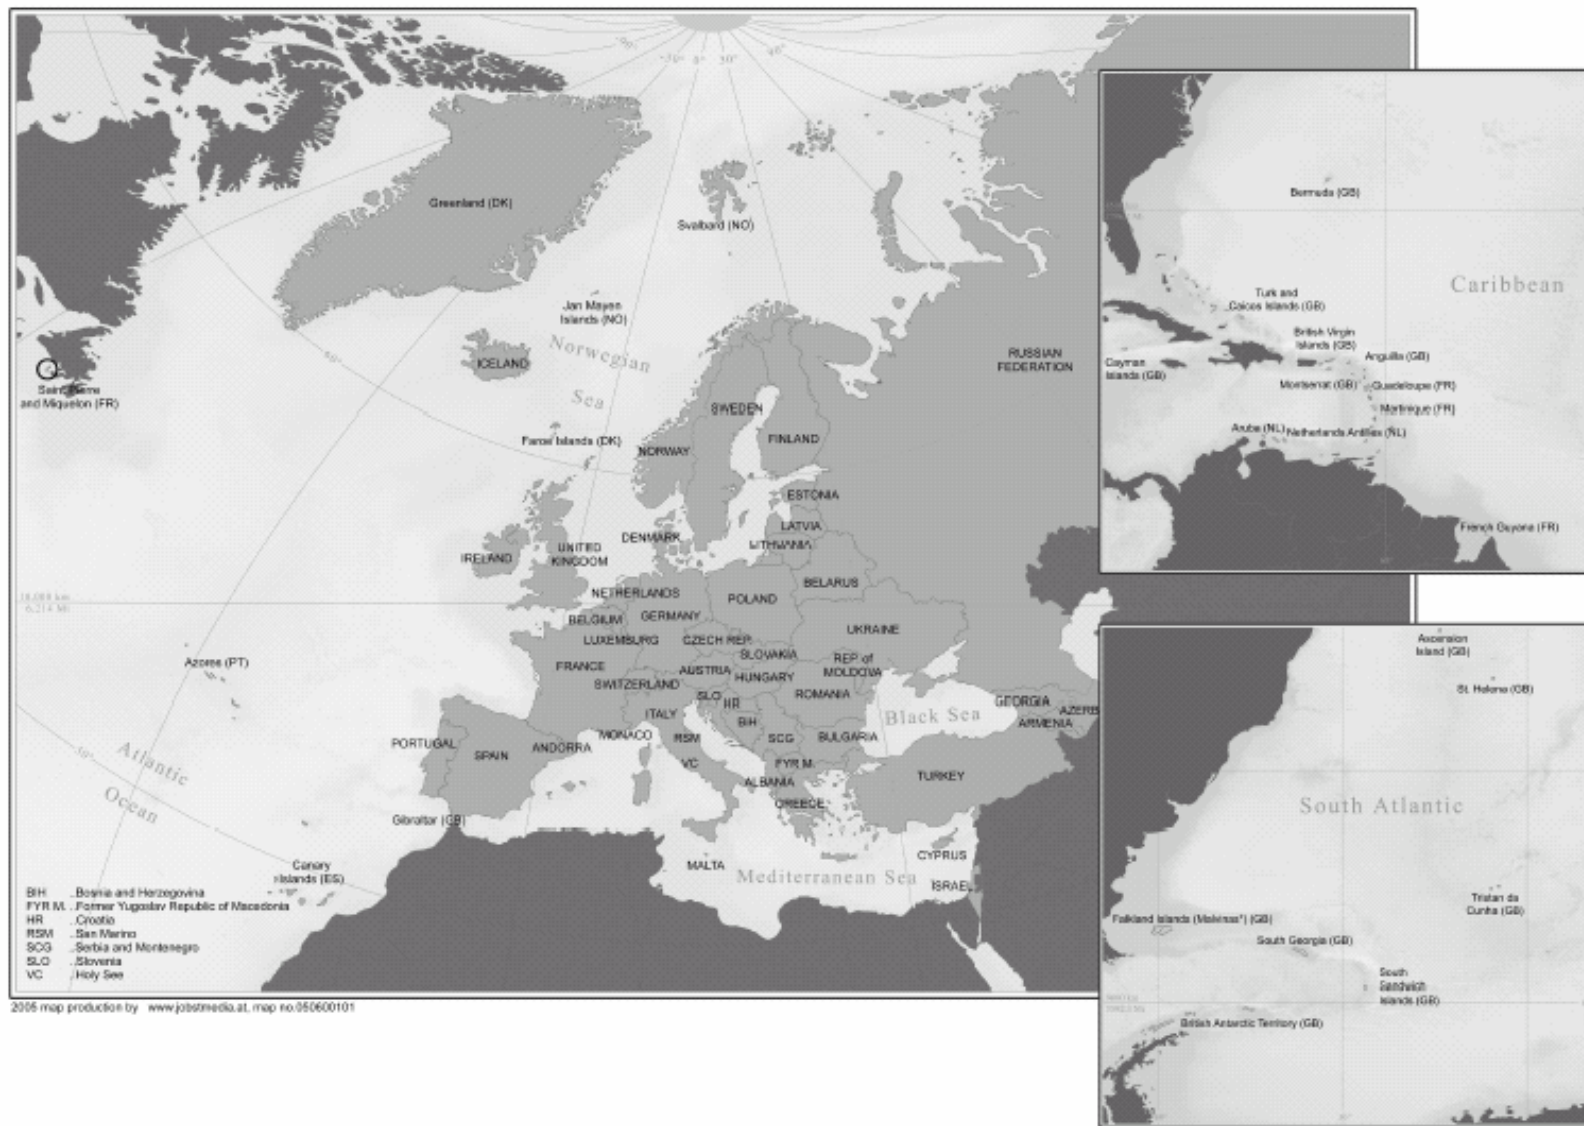 Greenland (DK)
Svalbard (NO)
Jan Mayen
Islands (NO)
Norwegian
Sea
ICELAND
RUSSIAN
FEDERATION
Saint Pierre
and Miquelon (FR)
SWEDEN
FINLAND
Faroe Islands (DK)
NORWAY
ESTONIA
LATVIA
LITHUANIA
DENMARK
IRELAND
UNITED
KINGDOM
BELARUS
NETHERLANDS
POLAND
BELGIUM
GERMANY
UKRAINE
LUXEMBURG
CZECH REP.
SLOVAKIA
Azores (PT)
FRANCE
AUSTRIA
REP. of
MOLDOVA
SWITZERLAND
HUNGARY
ROMANIA
SLO
HR
GEORGIA
AZERB
ARMENIA
ITALY
Black Sea
BIH
MONACO
RSM
SCG
BULGARIA
PORTUGAL
SPAIN
ANDORRA
VC
FYR M.
ALBANIA
TURKEY
Atlantic
Ocean
GREECE
Gibraltar (GB)
CYPRUS
MALTA
Mediterranean Sea
ISRAEL
Canary
Islands (ES)
BIH ..Bosnia and Herzegovina
FYR M. ..Former Yugoslav Republic of Macedonia
HR ..Croatia
RSM ..San Marino
SCG ..Serbia and Montenegro
SLO ..Slovenia
VC ..Holy See
2005 map production by www.jobstmedia.at, map no.050600101
Bermuda (GB)
Caribbean
Turk and
Caicos Islands (GB)
British Virgin
Islands (GB)
Anguilla (GB)
Cayman
Islands (GB)
Montserrat (GB)
Guadeloupe (FR)
Martinique (FR)
Aruba (NL)
Netherlands Antilles (NL)
French Guyana (FR)
Ascension
Island (GB)
St. Helena (GB)
South Atlantic
Tristan da
Cunha (GB)
Falkland Islands (Malvinas*) (GB)
South Georgia (GB)
South
Sandwich
Islands (GB)
British Antarctic Territory (GB)